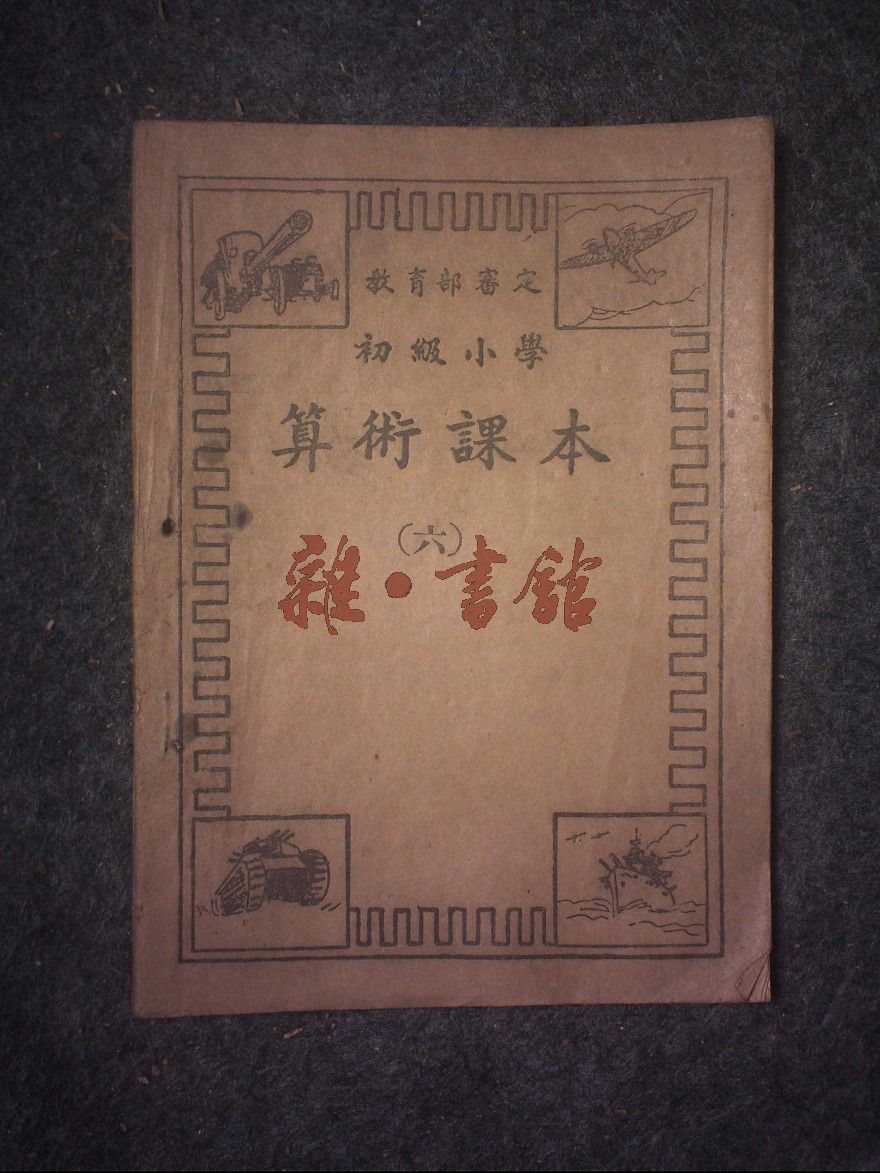 教育部審定
初級小學
算術課本
(六)
雜·書館